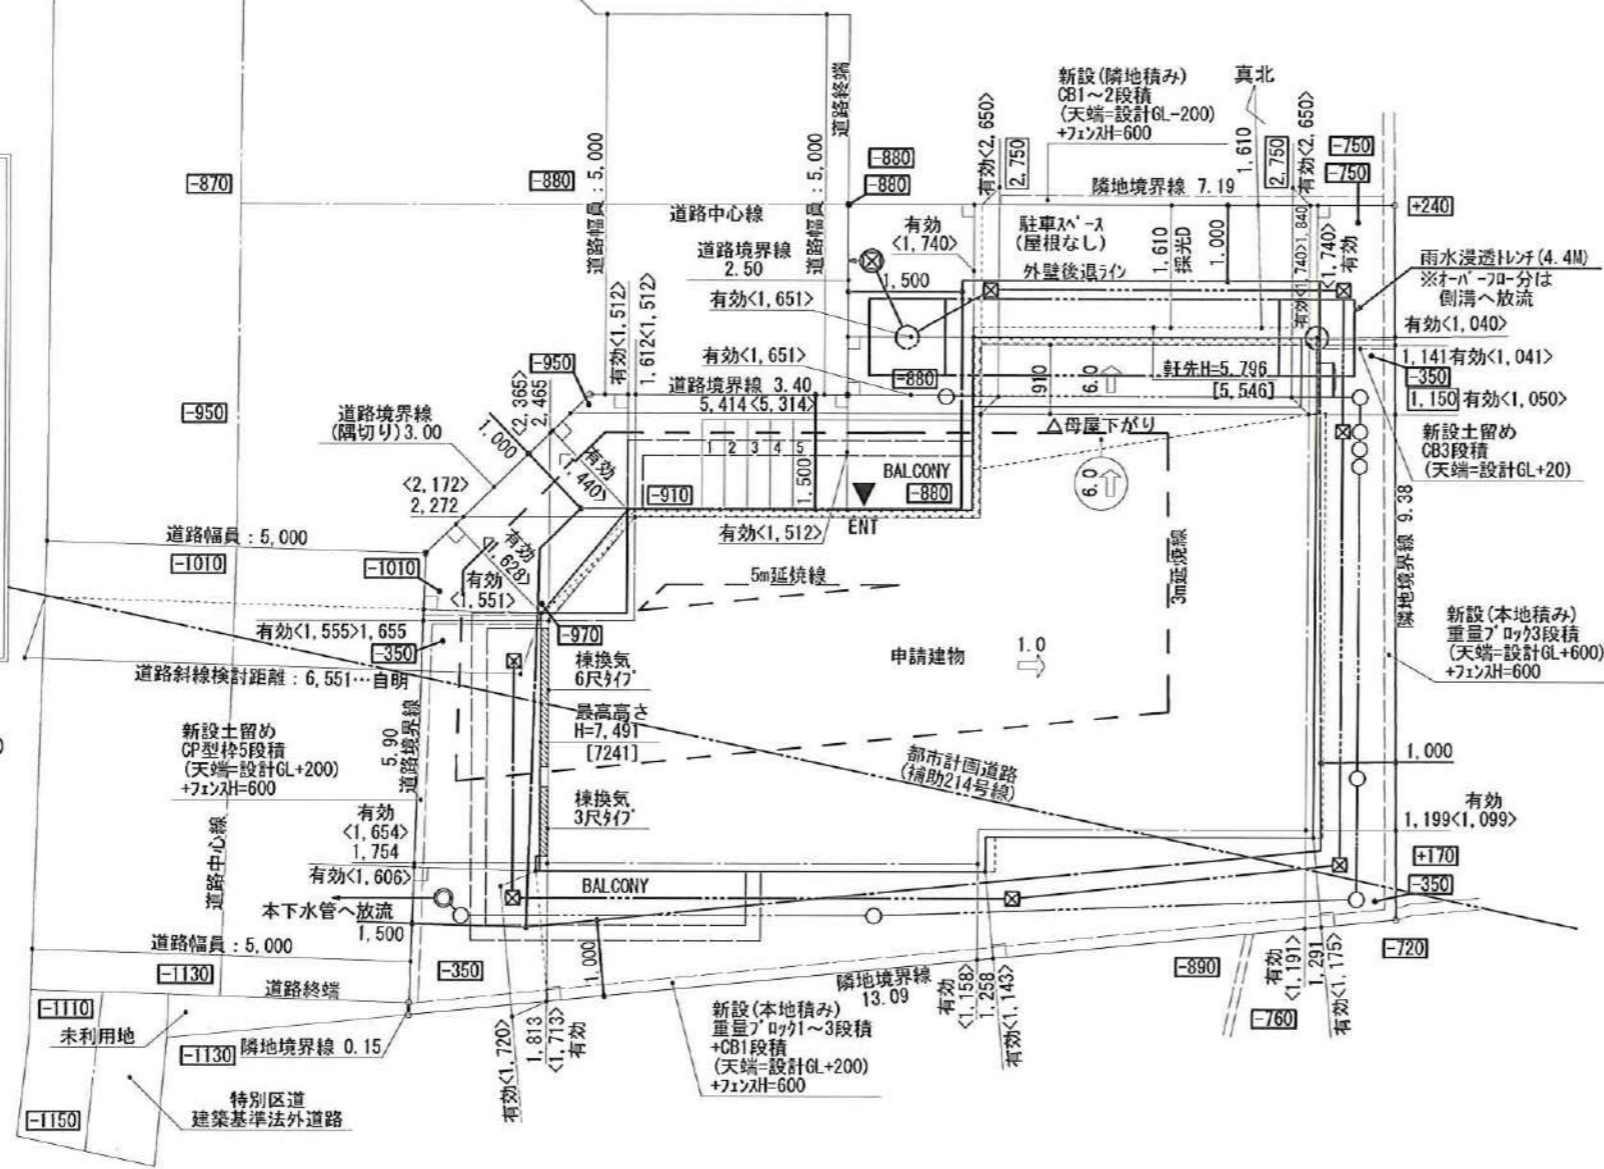 新設(隣地積み)
CB1～2段積
(天端=設計GL-200)
+フェンスH=600
真北
道路終端
有効<2,650>
2,750
1,610
2,750
有効<2,650>
-750
-750
-870
-880
道路幅員:5,000
道路幅員:5,000
-880
-880
隣地境界線 7.19
+240
道路中心線
有効
<1,740>
駐車スペース
(屋根なし)
1,610
採光D
1,000
1,840
<1,740>
有効
道路境界線
2.50
外壁後退ライン
雨水浸透トレンチ(4.4M)
※オーバーフロー分は
側溝へ放流
1,500
有効<1,651>
有効<1,512>
1,612<1,512>
有効<1,740>
有効<1,040>
有効<1,651>
-950
道路境界線 3.40
-880
910
6.0
軒先H=5.796
[5,546]
1,141有効<1,041>
-350
1,150有効<1,050>
<2,365>
2,465
5,414<5,314>
-950
道路境界線
(隅切り)3.00
1,000
△母屋下がり
新設土留め
CB3段積
(天端=設計GL+20)
1 2 3 4 5
有効
<1,440>
1,500
BALCONY
6.0
<2,172>
2,272
-910
-880
ENT
有効<1,512>
隣地境界線 9.38
道路幅員:5,000
-1010
-1010
有効
<1,628>
有効
<1,551>
5m延焼線
3m延焼線
有効<1,555>1,655
-970
-350
申請建物
1.0
新設(本地積み)
重量ブロック3段積
(天端=設計GL+600)
+フェンスH=600
道路斜線検討距離:6,551…自明
棟換気
6尺タイプ
最高高さ
H=7,491
[7241]
新設土留め
CP型枠5段積
(天端=設計GL+200)
+フェンスH=600
5.90
道路境界線
都市計画道路
(補助214号線)
1,000
棟換気
3尺タイプ
有効
<1,654>
1,754
有効
1,199<1,099>
道路中心線
有効<1,606>
+170
-350
BALCONY
本下水管へ放流
1,500
道路幅員:5,000
-1130
道路終端
-350
1,000
-720
-890
隣地境界線
13.09
有効
<1,158>
1,258
有効<1,143>
有効
<1,191>
1,291
有効<1,175>
-1110
未利用地
-1130
隣地境界線 0.15
-760
有効<1,720>
1,813
<1,713>
有効
新設(本地積み)
重量ブロック1～3段積
+CB1段積
(天端=設計GL+200)
+フェンスH=600
特別区道
建築基準法外道路
-1150